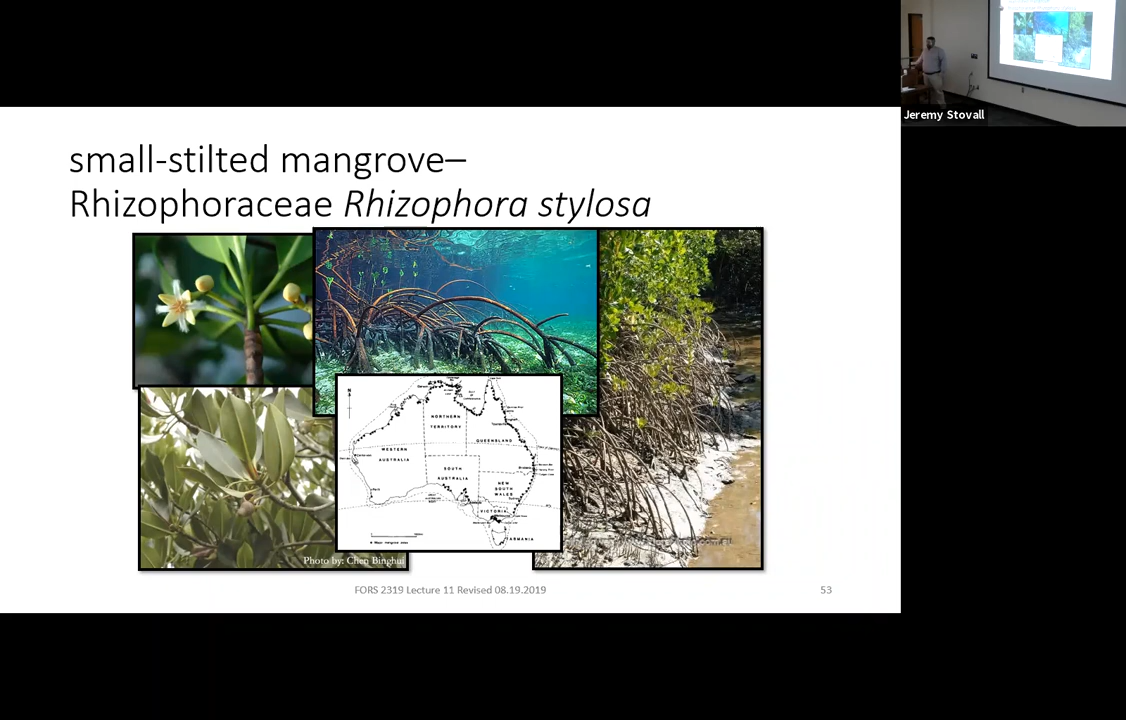 Jeremy Stovall
small-stilted mangrove–
Rhizophoraceae Rhizophora stylosa
N
NORTHERN
TERRITORY
QUEENSLAND
WESTERN
AUSTRALIA
SOUTH
AUSTRALIA
NEW
SOUTH
WALES
VICTORIA
TASMANIA
Photo by: Chen Binghui
FORS 2319 Lecture 11 Revised 08.19.2019
53